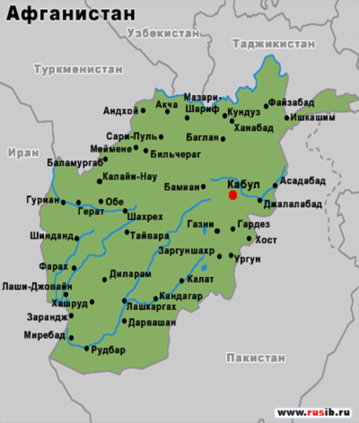 Афганистан
Узбекистан
Таджикистан
Туркменистан
Мазари-
Шариф
Акча
Андхой
Кундуз
Файзабад
Ишкашим
Ханабад
Сари-Пуль
Баглан
Меймене
Бильчераг
Иран
Баламургаб
Калайи-Нау
Бамиан
Кабул
Асадабад
Джалалабад
Гуриан
Герат
Обе
Шахрех
Газни
Гардез
Шинданд
Тайвара
Хост
Заргуншахр
Ургун
Фарах
Диларам
Калат
Лаши-Джовайн
Кандагар
Хашруд
Лашкаргах
Зарандж
Дарвашан
Миребад
Рудбар
Пакистан
www.rusib.ru